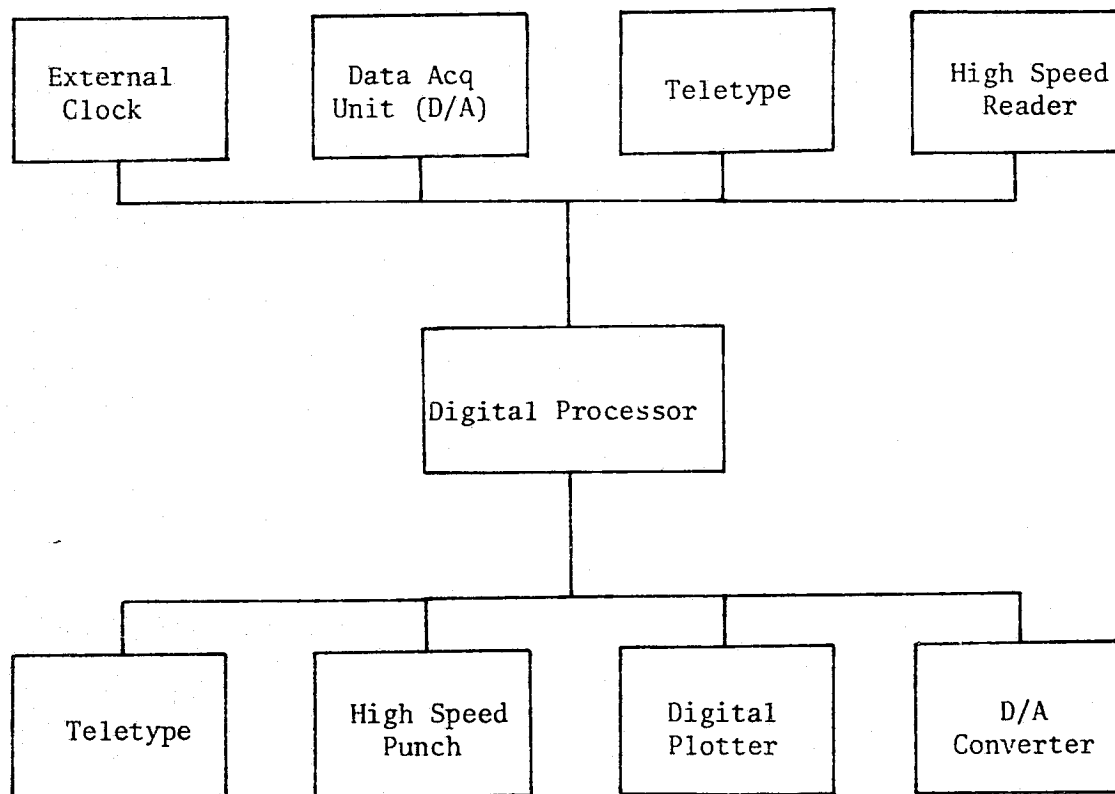 External
Clock
Data Acq
Unit (D/A)
Teletype
High Speed
Reader
Digital Processor
Teletype
High Speed
Punch
Digital
Plotter
D/A
Converter